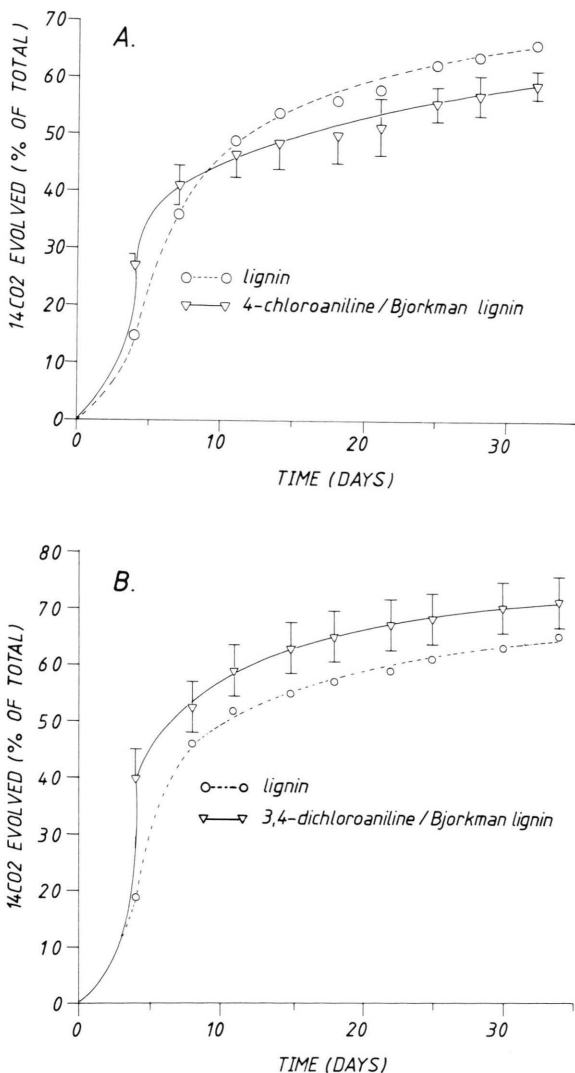 A.
14CO2 EVOLVED (% OF TOTAL)
70
60
50
40
30
20
10
0
lignin
4-chloroaniline/Bjorkman lignin
0
10
20
30
TIME (DAYS)
B.
14CO2 EVOLVED (% OF TOTAL)
80
70
60
50
40
30
20
10
0
lignin
3,4-dichloroaniline/Bjorkman lignin
0
10
20
30
TIME (DAYS)